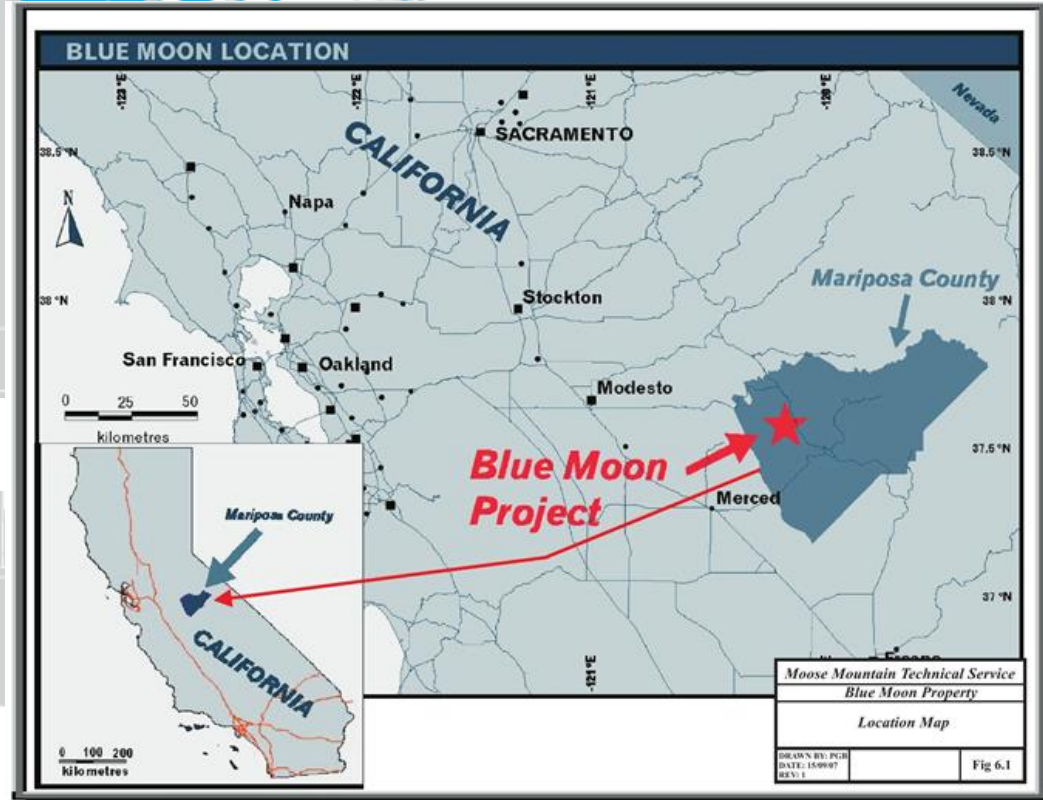 BLUE MOON LOCATION
-123 °E
-122 °E
-121 °E
-120 °E
Nevada
38.5 °N
38.5 °N
CALIFORNIA
SACRAMENTO
N
Napa
Mariposa County
38 °N
38 °N
Stockton
San Francisco
Oakland
Modesto
0 25 50
kilometres
37.5 °N
Blue Moon
Project
Merced
Mariposa County
37 °N
CALIFORNIA
-121 °E
0 100 200
kilometres
Moose Mountain Technical Service
Blue Moon Property
Location Map
DRAWN BY: PGB
DATE: 15/09/07
REV: 1
Fig 6.1